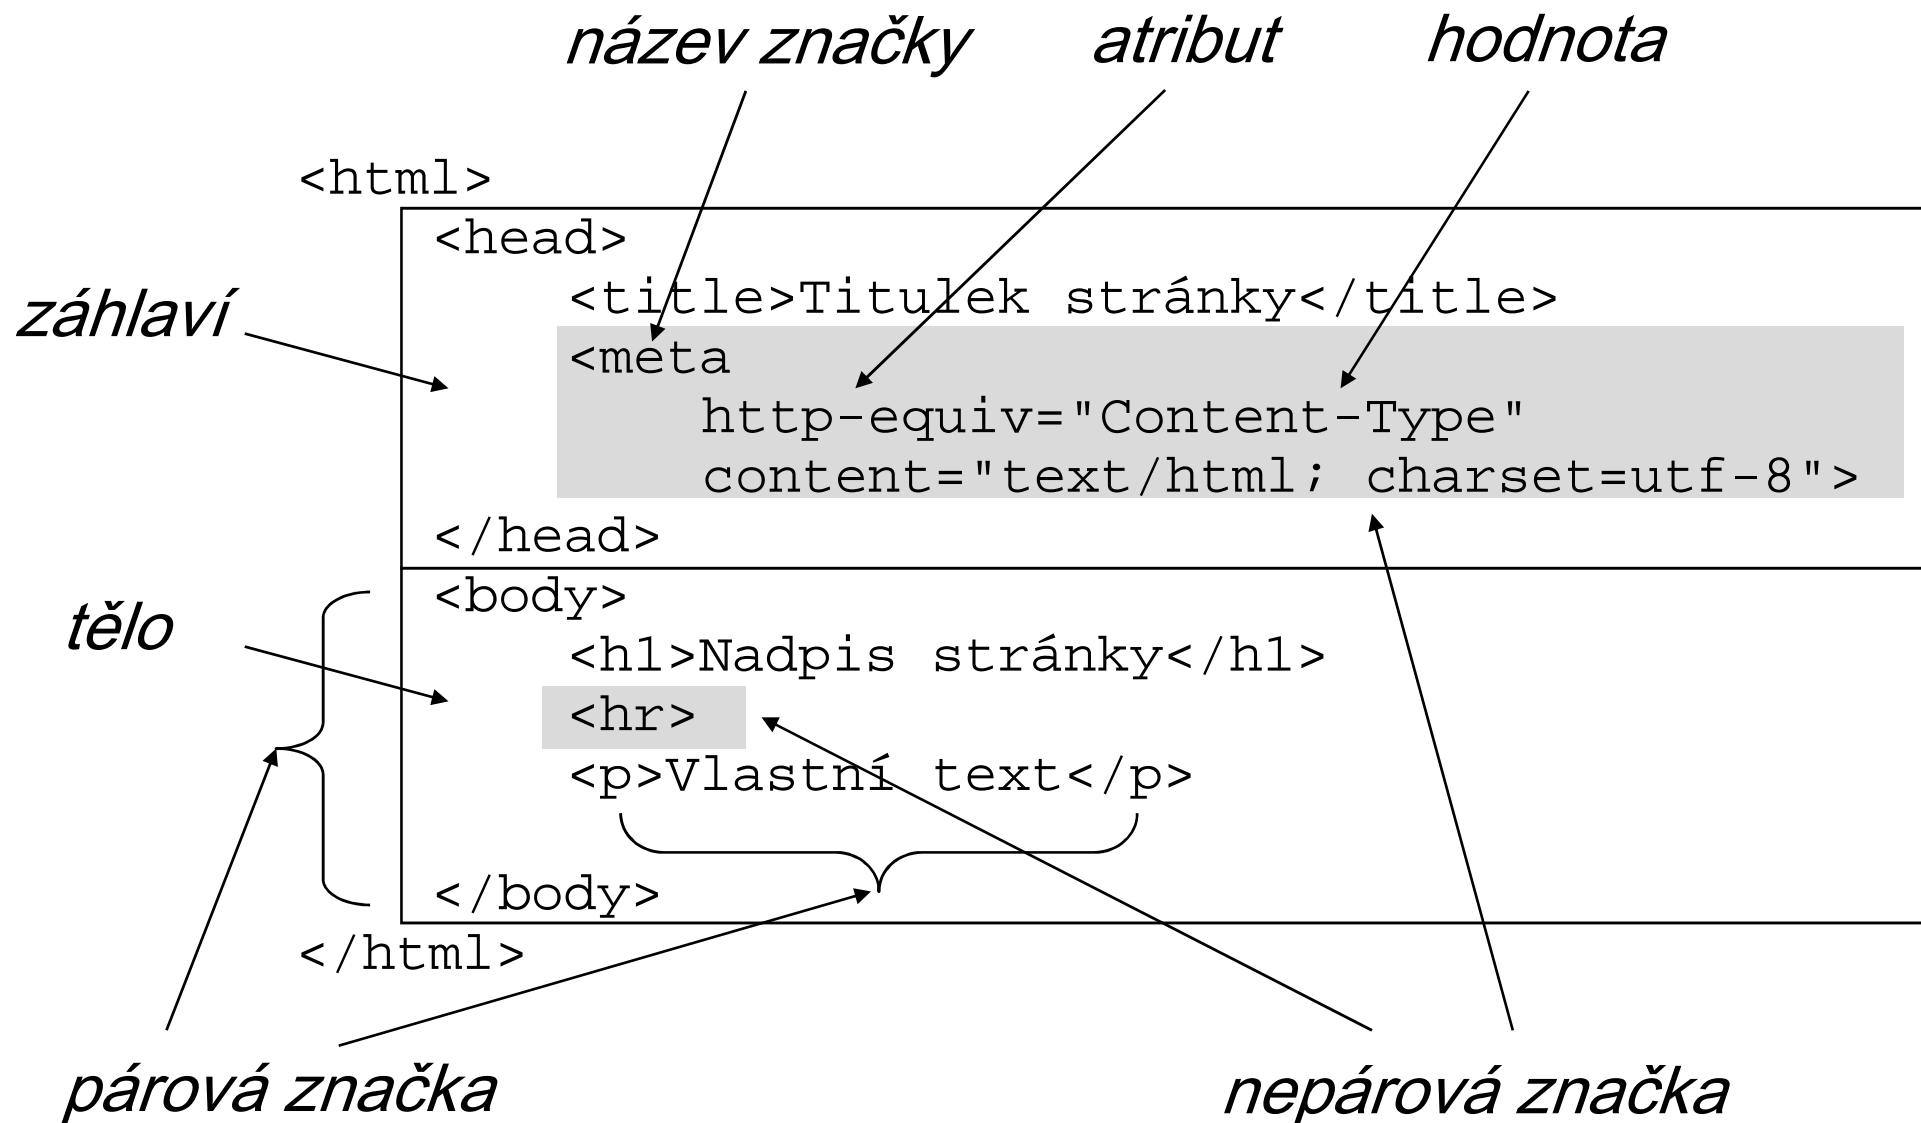 název značky atribut hodnota
<html>
<head>
<title>Titulek stránky</title>
záhlaví
<meta
http-equiv="Content-Type"
content="text/html; charset=utf-8">
</head>
<body>
tělo
<h1>Nadpis stránky</h1>
<hr>
<p>Vlastní text</p>
</body>
</html>
párová značka nepárová značka